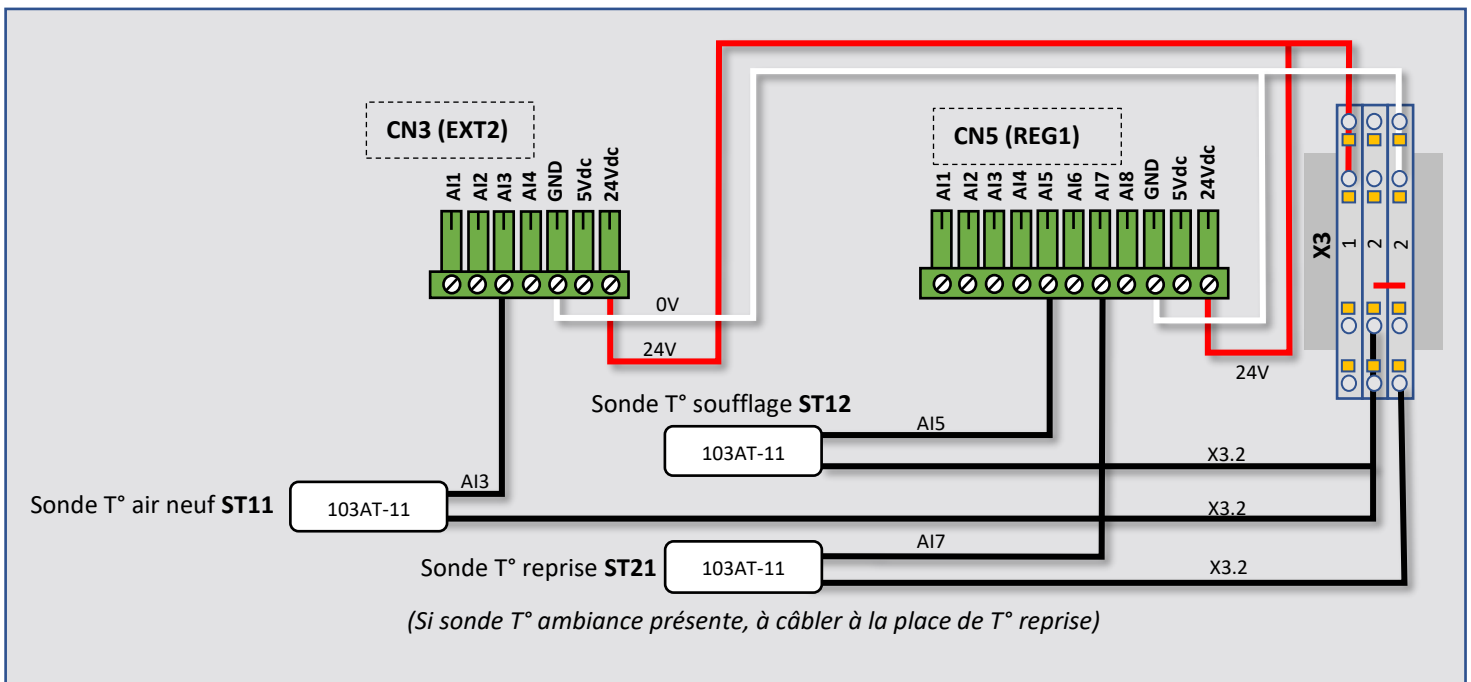 CN3 (EXT2)
AI1 AI2 AI3 AI4 GND 5Vdc 24Vdc
CN5 (REG1)
AI1 AI2 AI3 AI4 AI5 AI6 AI7 AI8 GND 5Vdc 24Vdc
X3
1 2 2
0V
24V
24V
Sonde T° soufflage ST12
103AT-11
AI5
X3.2
Sonde T° air neuf ST11
103AT-11
AI3
X3.2
Sonde T° reprise ST21
103AT-11
AI7
X3.2
(Si sonde T° ambiance présente, à câbler à la place de T° reprise)